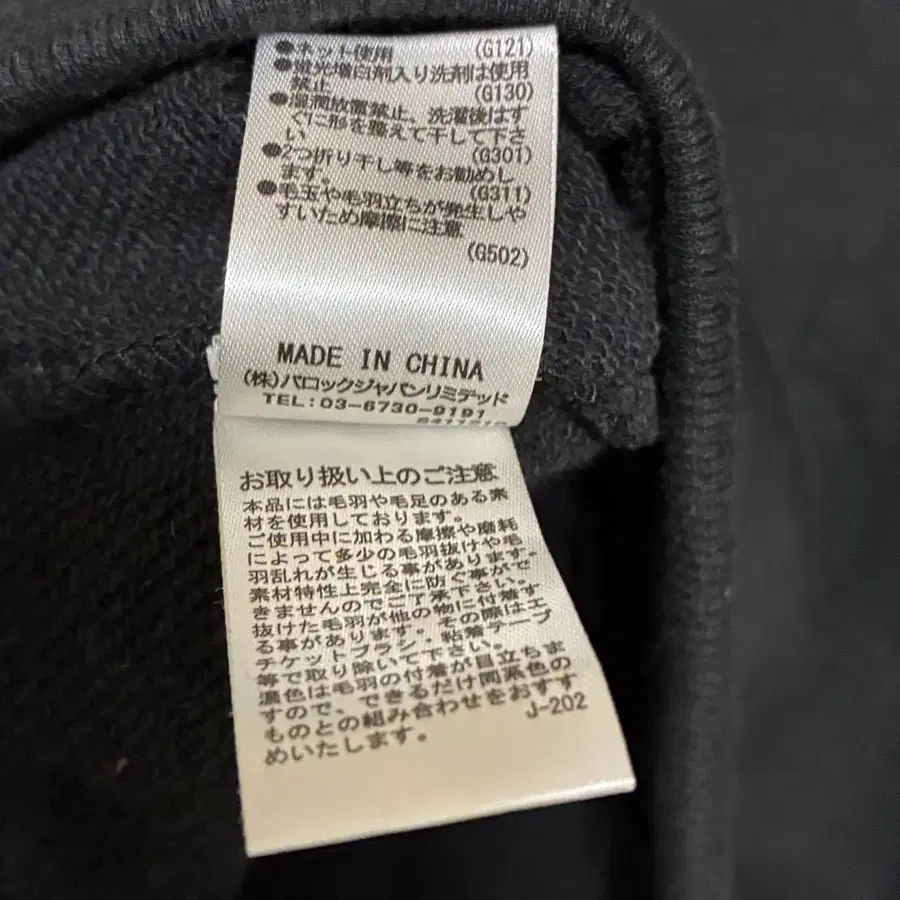 ●ネット使用 (G121)
●蛍光増白剤入り洗剤は使用
禁止 (G130)
●湿潤放置禁止、洗濯後はす
ぐに形を整えて干して下さ
い (G301)
●2つ折り干し等をお勧めし
ます。 (G311)
●毛玉や毛羽立ちが発生しや
すいため摩擦に注意
(G502)
MADE IN CHINA
(株)バロックジャパンリミテッド
TEL:03-6730-9191
お取り扱い上のご注意
本品には毛羽や毛足のある素
材を使用しております。
ご使用中に加わる摩擦や磨耗
によって多少の毛羽抜けや毛
羽乱れが生じる事があります。
素材特性上完全に防ぐ事がで
きませんのでご了承下さい。
抜けた毛羽が他の物に付着す
る事があります。その際はエ
チケットブラシ・粘着テープ
等で取り除いて下さい。
濃色は毛羽の付着が目立ちま
すので、できるだけ同系色の
ものとの組み合わせをおすす
めいたします。 J-202